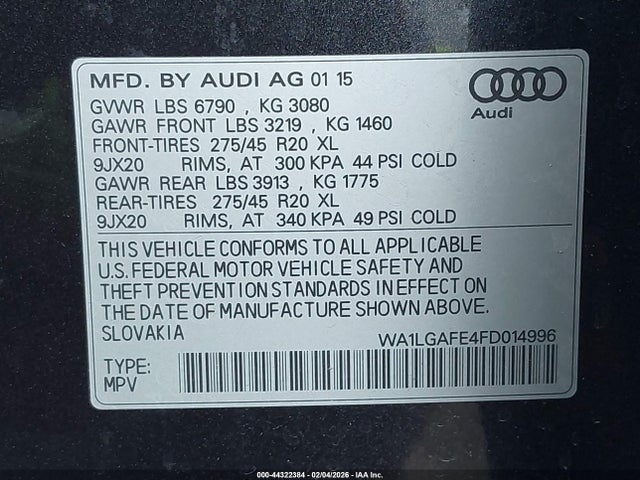 MFD. BY AUDI AG 01 15
Audi
GVWR LBS 6790 , KG 3080
GAWR FRONT LBS 3219 , KG 1460
FRONT-TIRES 275/45 R20 XL
9JX20 RIMS, AT 300 KPA 44 PSI COLD
GAWR REAR LBS 3913 , KG 1775
REAR-TIRES 275/45 R20 XL
9JX20 RIMS, AT 340 KPA 49 PSI COLD
THIS VEHICLE CONFORMS TO ALL APPLICABLE
U.S. FEDERAL MOTOR VEHICLE SAFETY AND
THEFT PREVENTION STANDARDS IN EFFECT ON
THE DATE OF MANUFACTURE SHOWN ABOVE.
SLOVAKIA WA1LGAFE4FD014996
TYPE:
MPV
000-44322384 - 02/04/2026 - IAA Inc.